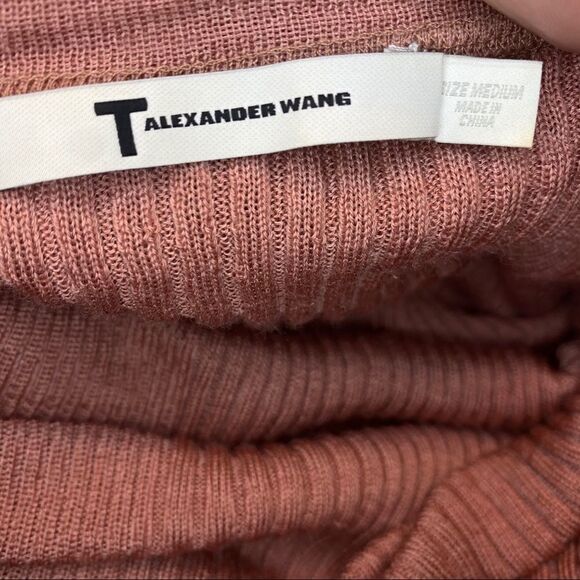 T ALEXANDER WANG
SIZE MEDIUM
MADE IN
CHINA